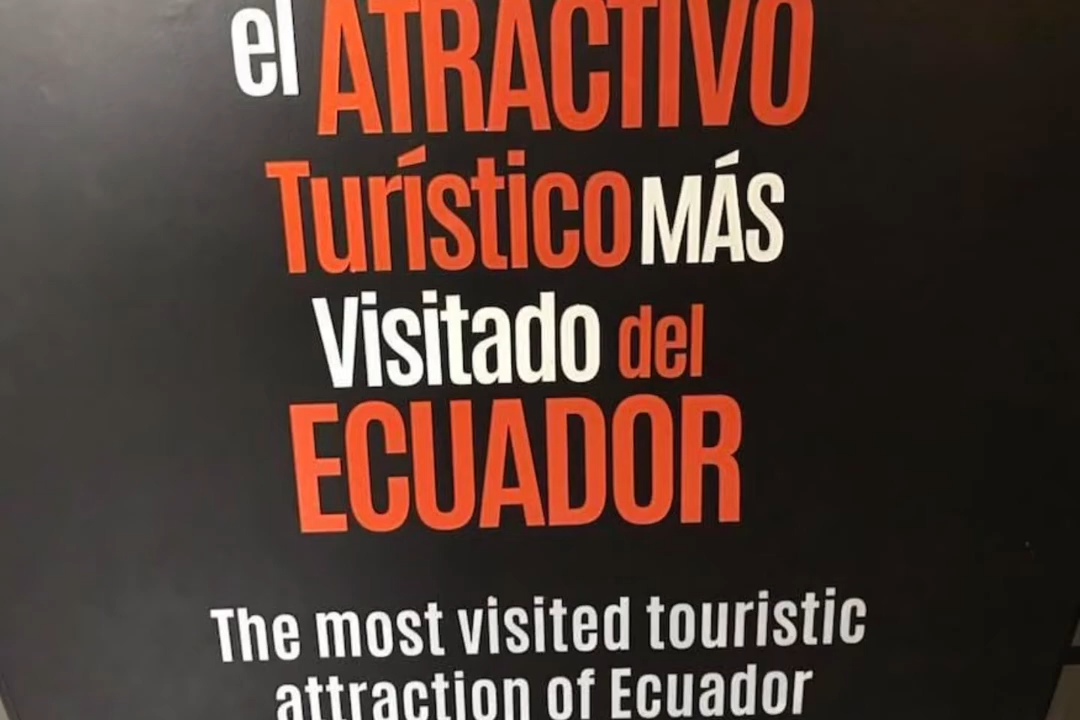 el ATRACTIVO
Turístico MÁS
Visitado del
ECUADOR
The most visited touristic
attraction of Ecuador